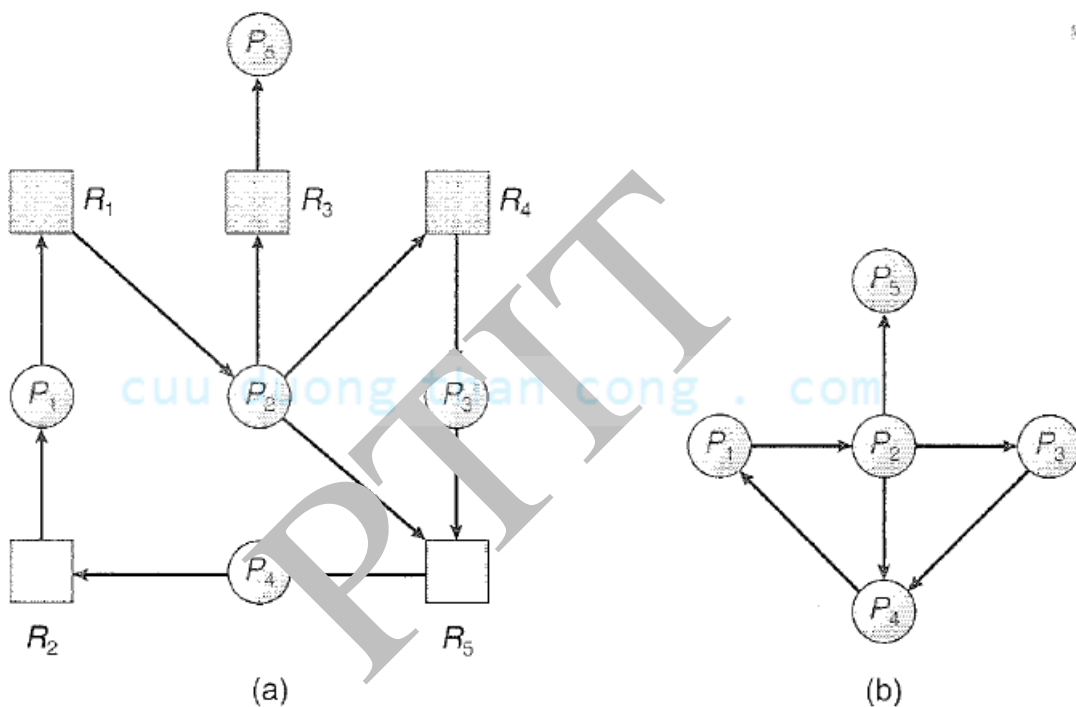 P5
R1
R3
R4
P5
P1
P2
P3
cuu duong than cong . com
P1
P2
P3
PTIT
P4
P4
R2
R5
(a)
(b)